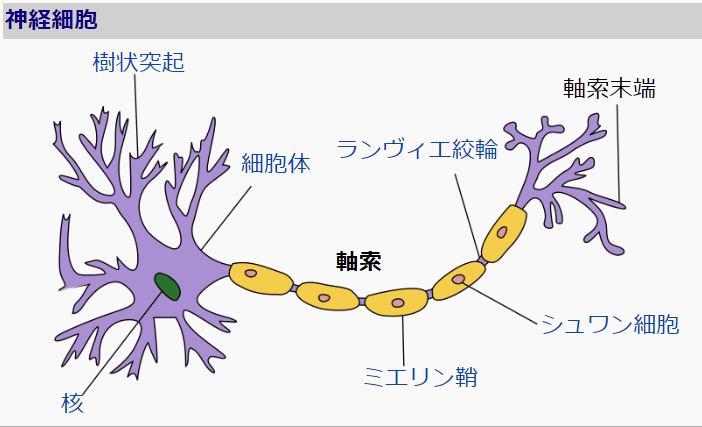 神経細胞
樹状突起
軸索末端
ランヴィエ絞輪
細胞体
軸索
シュワン細胞
ミエリン鞘
核